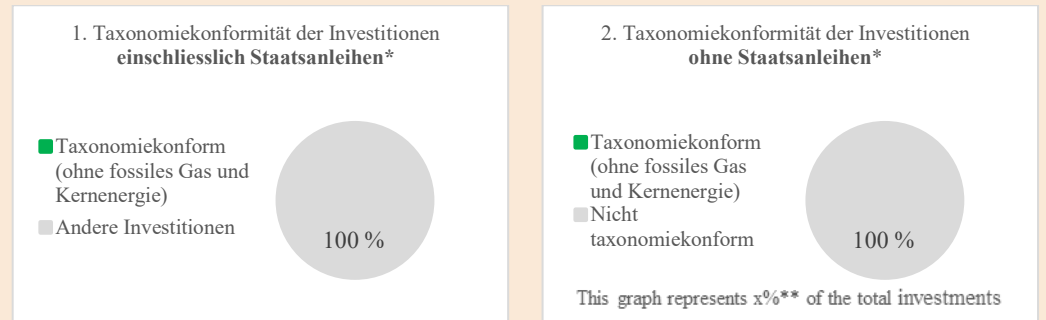 1. Taxonomiekonformität der Investitionen
einschliesslich Staatsanleihen*
Taxonomiekonform
(ohne fossiles Gas und
Kernenergie)
Andere Investitionen
100 %
2. Taxonomiekonformität der Investitionen
ohne Staatsanleihen*
Taxonomiekonform
(ohne fossiles Gas
und Kernenergie)
Nicht
taxonomiekonform
100 %
This graph represents x%** of the total investments